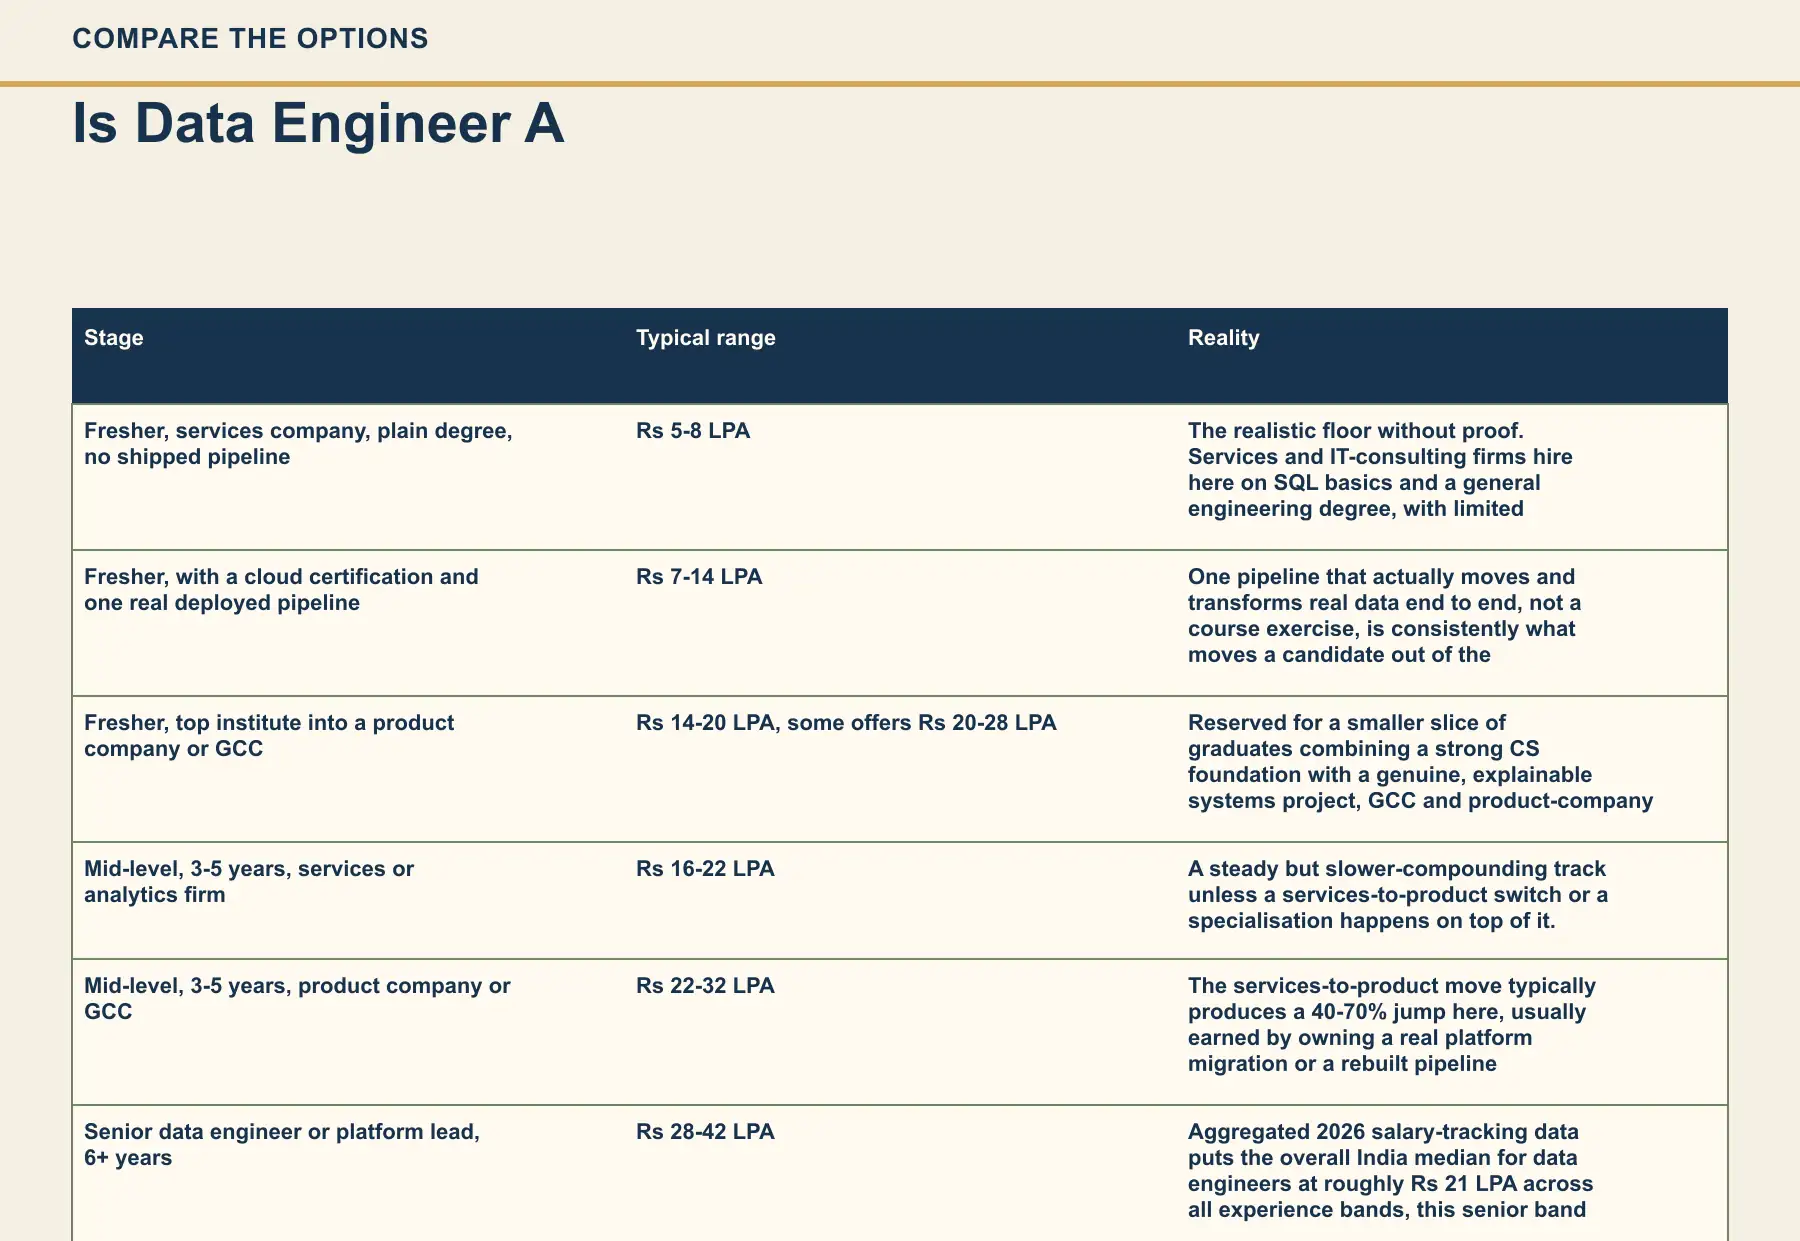 COMPARE THE OPTIONS
Is Data Engineer A
Stage
Typical range
Reality
Fresher, services company, plain degree,
no shipped pipeline
Rs 5-8 LPA
The realistic floor without proof.
Services and IT-consulting firms hire
here on SQL basics and a general
engineering degree, with limited
Fresher, with a cloud certification and
one real deployed pipeline
Rs 7-14 LPA
One pipeline that actually moves and
transforms real data end to end, not a
course exercise, is consistently what
moves a candidate out of the
Fresher, top institute into a product
company or GCC
Rs 14-20 LPA, some offers Rs 20-28 LPA
Reserved for a smaller slice of
graduates combining a strong CS
foundation with a genuine, explainable
systems project, GCC and product-company
Mid-level, 3-5 years, services or
analytics firm
Rs 16-22 LPA
A steady but slower-compounding track
unless a services-to-product switch or a
specialisation happens on top of it.
Mid-level, 3-5 years, product company or
GCC
Rs 22-32 LPA
The services-to-product move typically
produces a 40-70% jump here, usually
earned by owning a real platform
migration or a rebuilt pipeline
Senior data engineer or platform lead,
6+ years
Rs 28-42 LPA
Aggregated 2026 salary-tracking data
puts the overall India median for data
engineers at roughly Rs 21 LPA across
all experience bands, this senior band